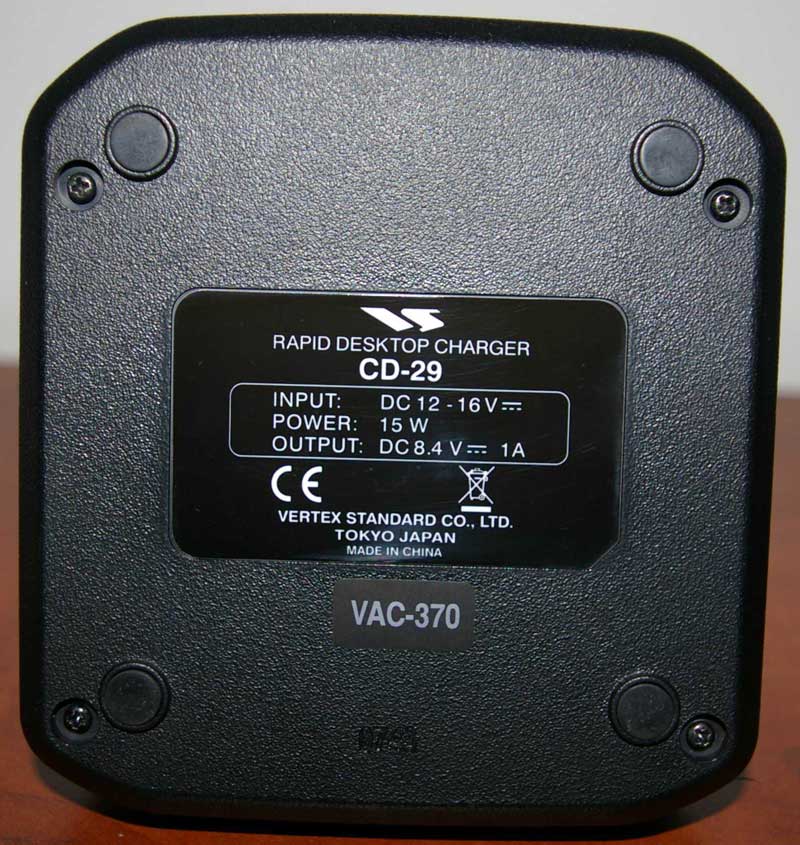 VS
RAPID DESKTOP CHARGER
CD-29
INPUT: DC 12 - 16 V ⎓
POWER: 15 W
OUTPUT: DC 8.4 V ⎓ 1A
CE
VERTEX STANDARD CO., LTD.
TOKYO JAPAN
MADE IN CHINA
VAC-370